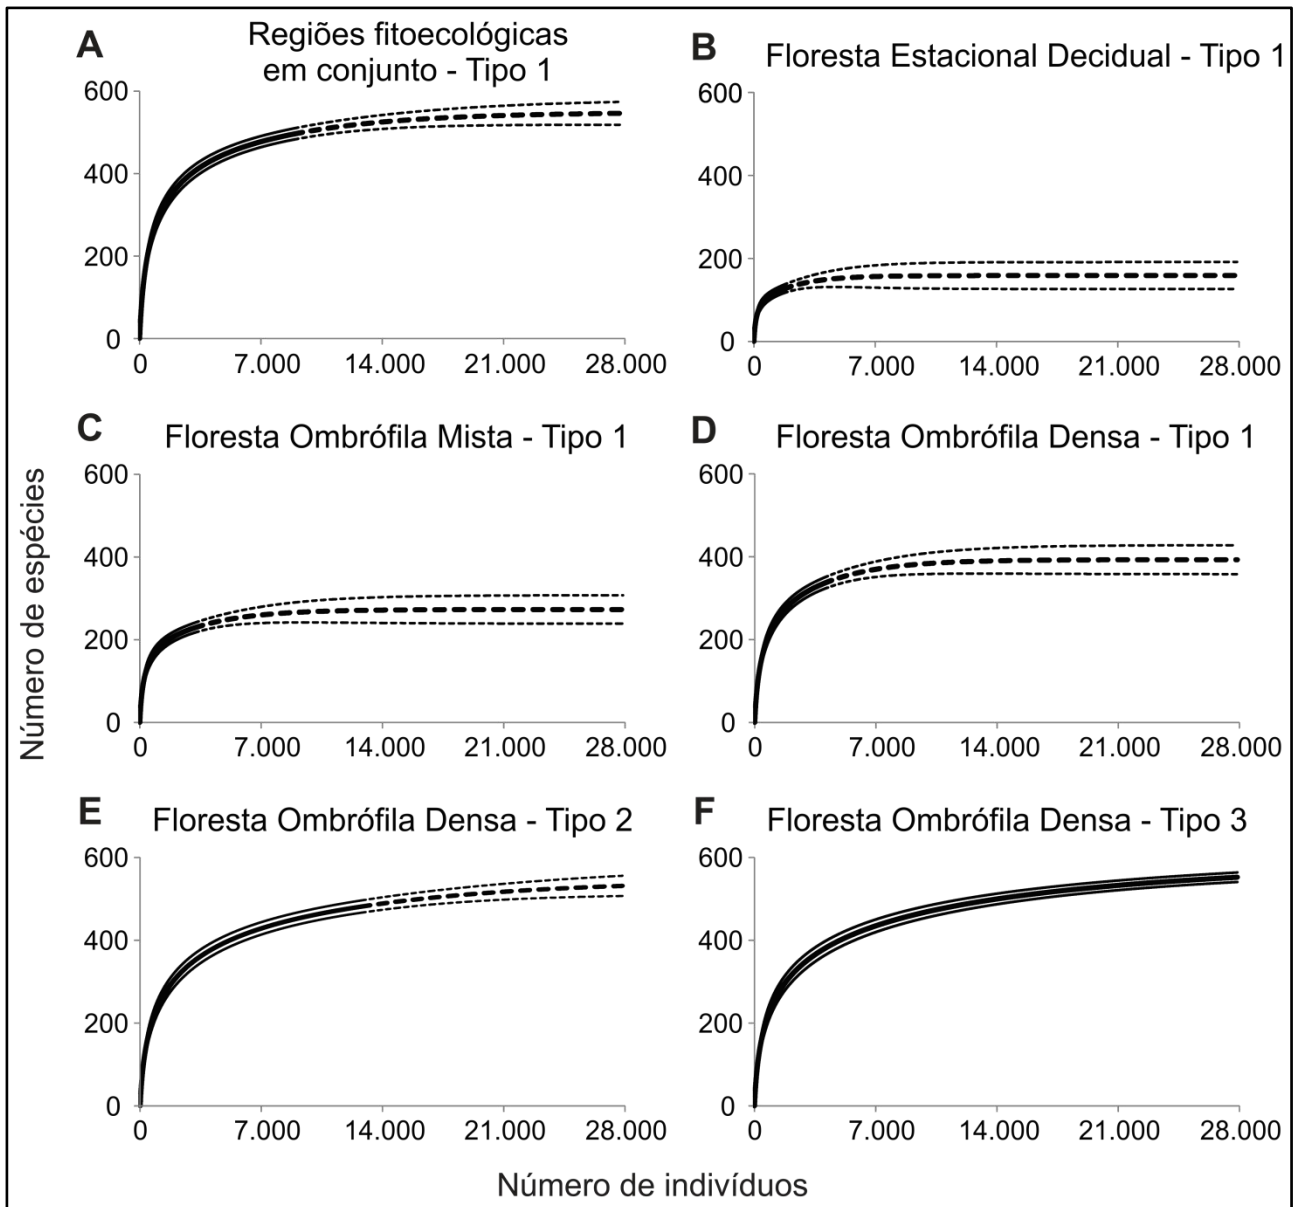 A
Regiões fitoecológicas
em conjunto - Tipo 1
600
400
200
0
0 7.000 14.000 21.000 28.000
B
Floresta Estacional Decidual - Tipo 1
600
400
200
0
0 7.000 14.000 21.000 28.000
C
Floresta Ombrófila Mista - Tipo 1
600
400
200
0
0 7.000 14.000 21.000 28.000
D
Floresta Ombrófila Densa - Tipo 1
600
400
200
0
0 7.000 14.000 21.000 28.000
E
Floresta Ombrófila Densa - Tipo 2
600
400
200
0
0 7.000 14.000 21.000 28.000
F
Floresta Ombrófila Densa - Tipo 3
600
400
200
0
0 7.000 14.000 21.000 28.000
Número de espécies
Número de indivíduos